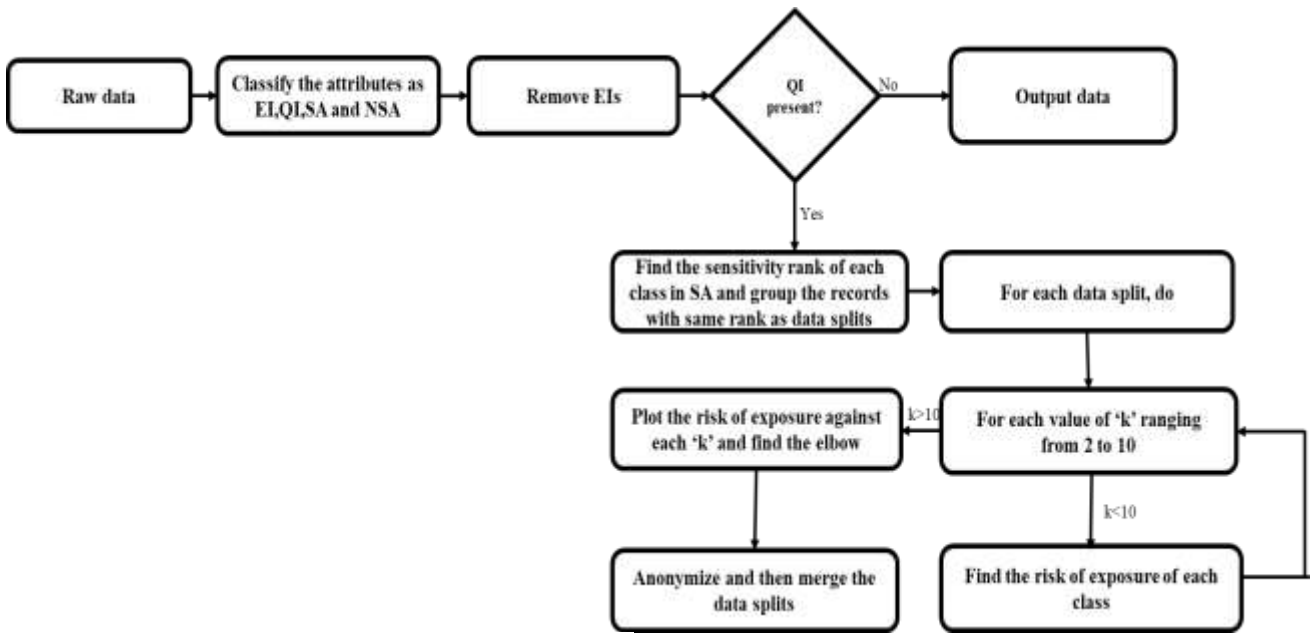 Raw data
Classify the attributes as
EI,QI,SA and NSA
Remove EIs
QI
present?
No
Output data
Yes
Find the sensitivity rank of each
class in SA and group the records
with same rank as data splits
For each data split, do
Plot the risk of exposure against
each ‘k’ and find the elbow
k>10
For each value of ‘k’ ranging
from 2 to 10
k<10
Anonymize and then merge the
data splits
Find the risk of exposure of each
class